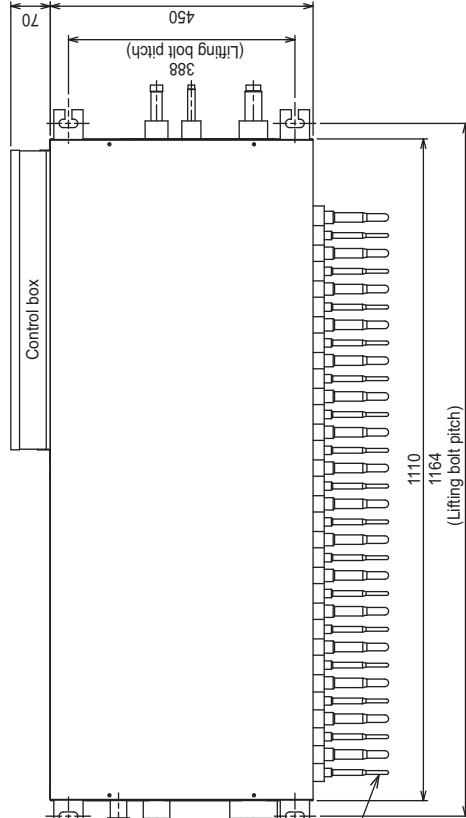 70
450
(Lifting bolt pitch)
388
Control box
1110
1164
(Lifting bolt pitch)